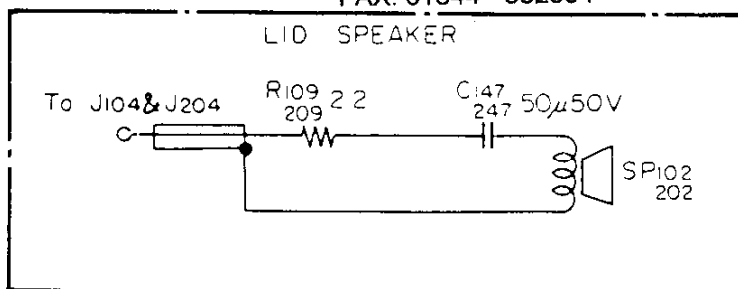 LID SPEAKER
To J104&J204
R109 22
209
C147 50µ50V
247
SP102
202